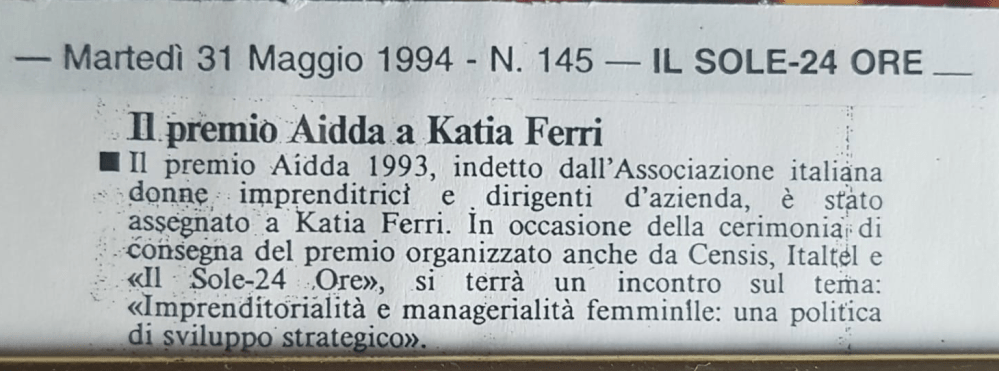 — Martedì 31 Maggio 1994 - N. 145 — IL SOLE-24 ORE —
Il premio Aidda a Katia Ferri
■ Il premio Aidda 1993, indetto dall'Associazione italiana
donne imprenditrici e dirigenti d'azienda, è stato
assegnato a Katia Ferri. In occasione della cerimonia di
consegna del premio organizzato anche da Censis, Italtel e
«Il Sole-24 Ore», si terrà un incontro sul tema:
«Imprenditorialità e managerialità femminile: una politica
di sviluppo strategico».